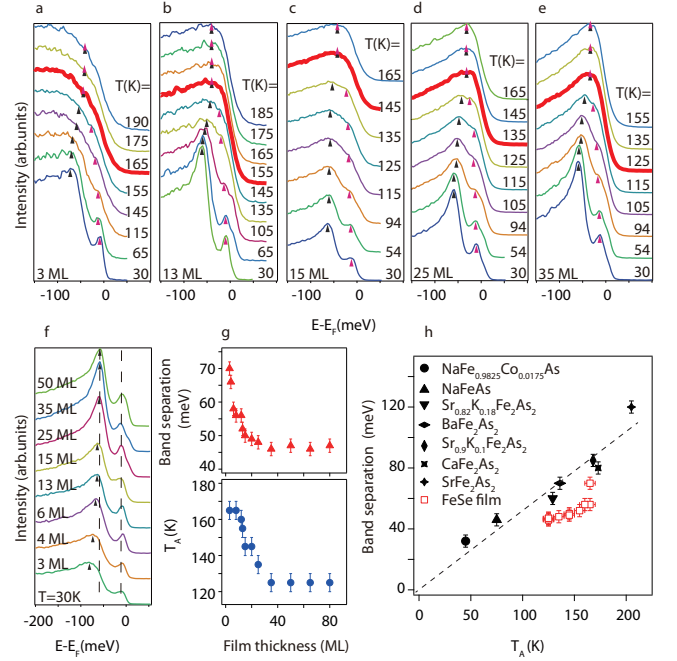 a
b
c
d
e
T(K)=
190
175
165
155
145
115
65
30
3 ML
T(K)=
185
175
165
155
145
135
105
65
30
13 ML
T(K)=
165
145
135
125
115
94
54
30
15 ML
T(K)=
165
145
135
125
115
105
94
54
30
25 ML
T(K)=
155
135
125
115
105
94
54
30
35 ML
Intensity (arb.units)
-100 0
-100 0
-100 0
-100 0
-100 0
E-E_F(meV)
f
g
h
50 ML
35 ML
25 ML
15 ML
13 ML
6 ML
4 ML
3 ML
T=30K
Intensity (arb.units)
-200 -100 0
E-E_F(meV)
Band separation
(meV)
70
60
50
40
T_A(K)
180
160
140
120
0 20 40 60 80
Film thickness (ML)
NaFe_0.9825Co_0.0175As
NaFeAs
Sr_0.82K_0.18Fe_2As_2
BaFe_2As_2
Sr_0.9K_0.1Fe_2As_2
CaFe_2As_2
SrFe_2As_2
FeSe film
Band separation (meV)
160
120
80
40
0
0 50 100 150 200 250
T_A(K)